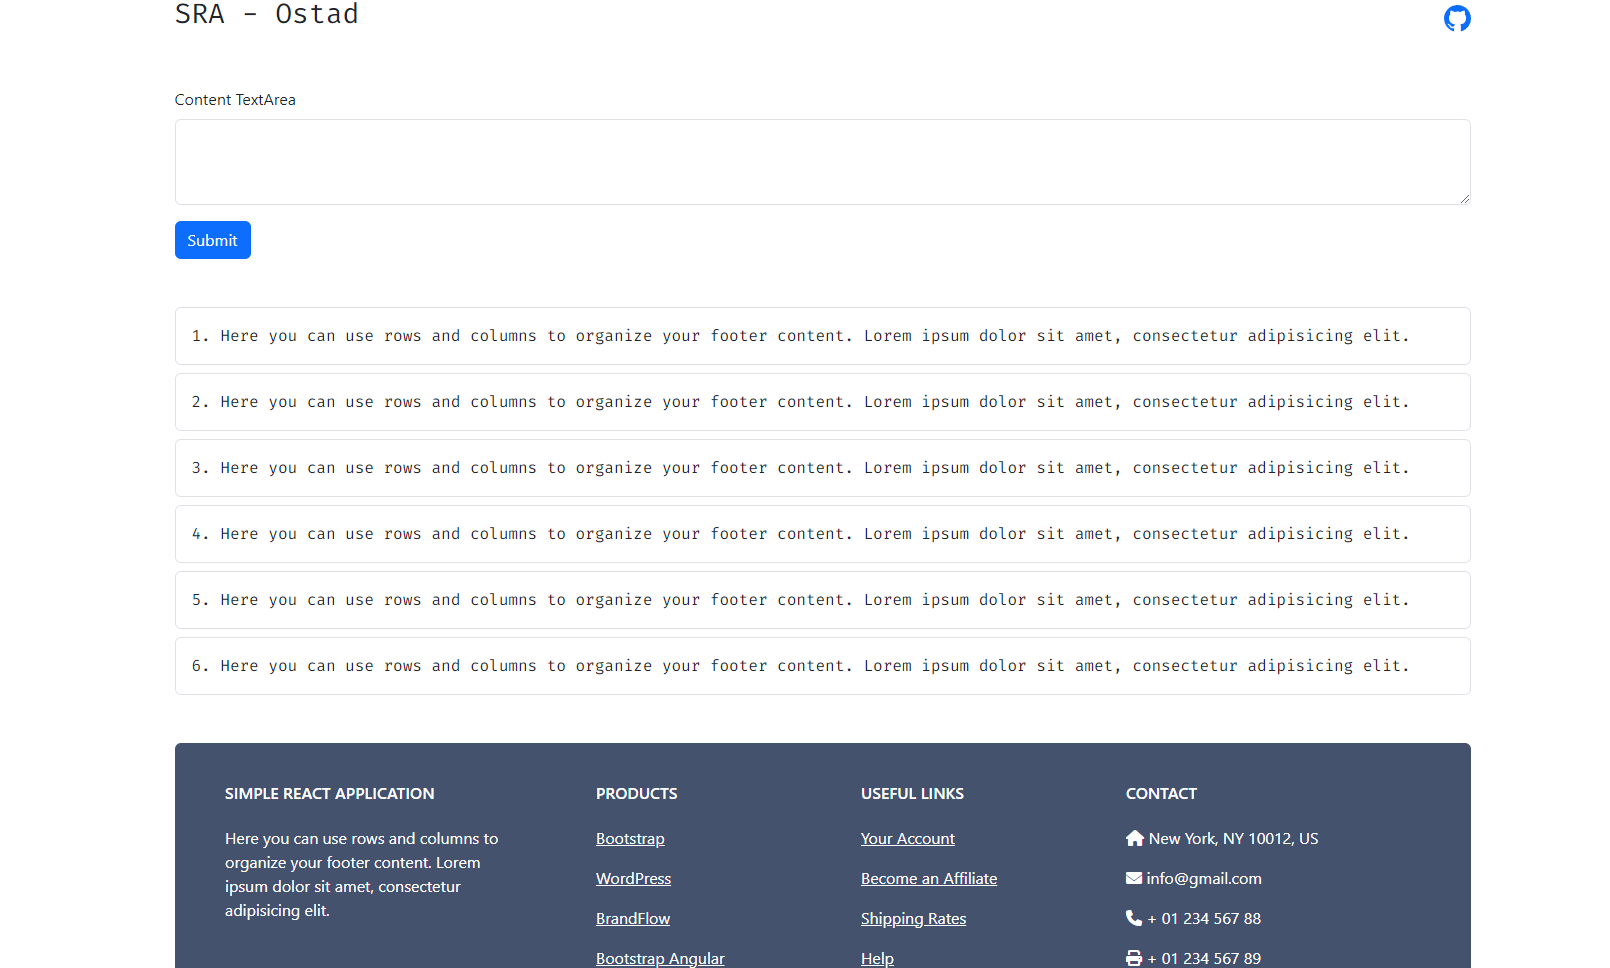 SRA - Ostad
Content TextArea
Submit
1. Here you can use rows and columns to organize your footer content. Lorem ipsum dolor sit amet, consectetur adipisicing elit.
2. Here you can use rows and columns to organize your footer content. Lorem ipsum dolor sit amet, consectetur adipisicing elit.
3. Here you can use rows and columns to organize your footer content. Lorem ipsum dolor sit amet, consectetur adipisicing elit.
4. Here you can use rows and columns to organize your footer content. Lorem ipsum dolor sit amet, consectetur adipisicing elit.
5. Here you can use rows and columns to organize your footer content. Lorem ipsum dolor sit amet, consectetur adipisicing elit.
6. Here you can use rows and columns to organize your footer content. Lorem ipsum dolor sit amet, consectetur adipisicing elit.
SIMPLE REACT APPLICATION
Here you can use rows and columns to
organize your footer content. Lorem
ipsum dolor sit amet, consectetur
adipisicing elit.
PRODUCTS
Bootstrap
WordPress
BrandFlow
Bootstrap Angular
USEFUL LINKS
Your Account
Become an Affiliate
Shipping Rates
Help
CONTACT
New York, NY 10012, US
info@gmail.com
+ 01 234 567 88
+ 01 234 567 89